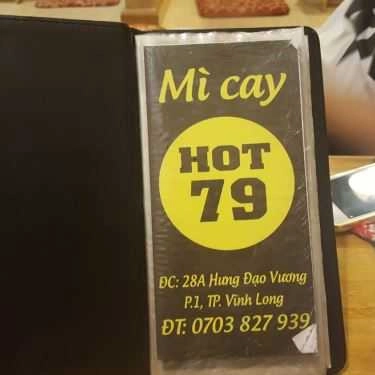 Mì cay
HOT
79
ĐC: 28A Hưng Đạo Vương
P.1, TP. Vĩnh Long
ĐT: 0703 827 939